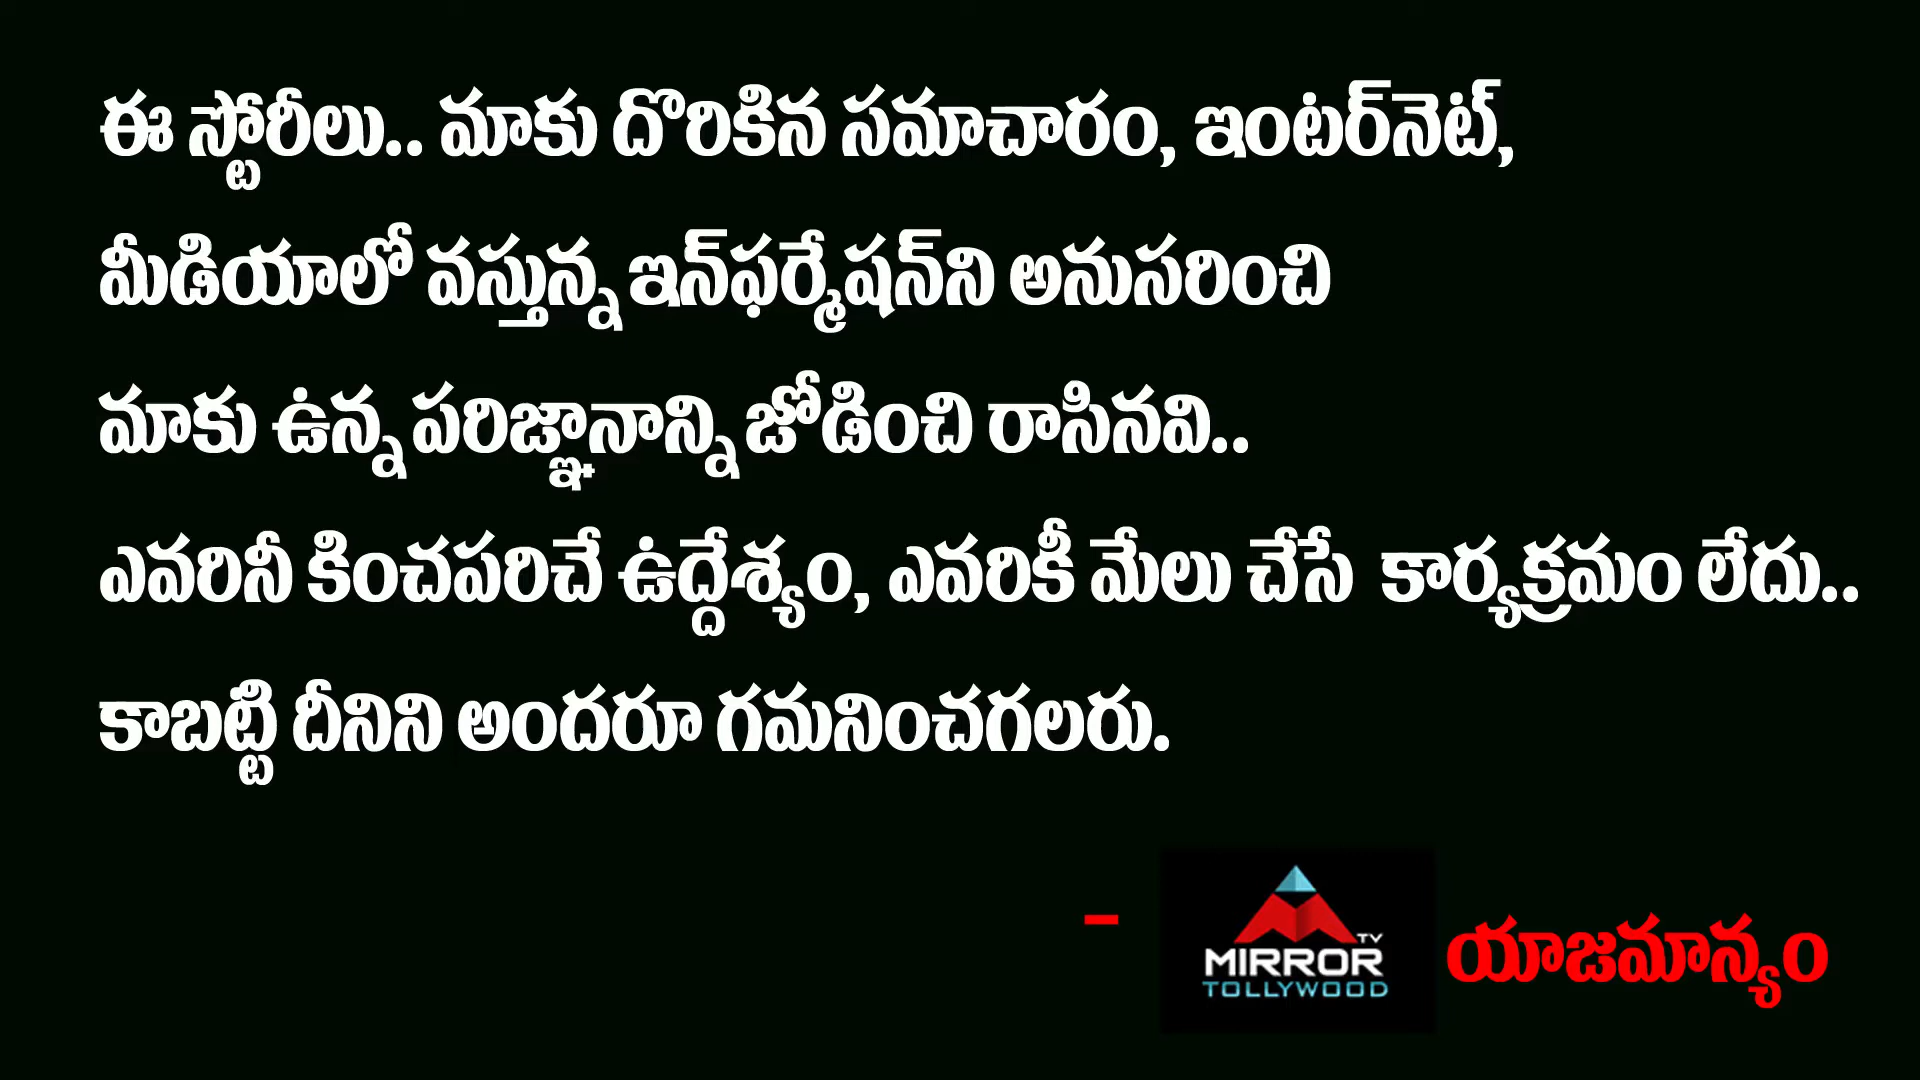 ఈ స్టోరీలు.. మాకు దొరికిన సమాచారం, ఇంటర్‌నెట్,
మీడియాలో వస్తున్న ఇన్‌ఫర్మేషన్‌ని అనుసరించి
మాకు ఉన్న పరిజ్ఞానాన్ని జోడించి రాసినవి..
ఎవరినీ కించపరిచే ఉద్దేశ్యం, ఎవరికీ మేలు చేసే కార్యక్రమం లేదు..
కాబట్టి దీనిని అందరూ గమనించగలరు.
- MIRROR TV TOLLYWOOD యాజమాన్యం